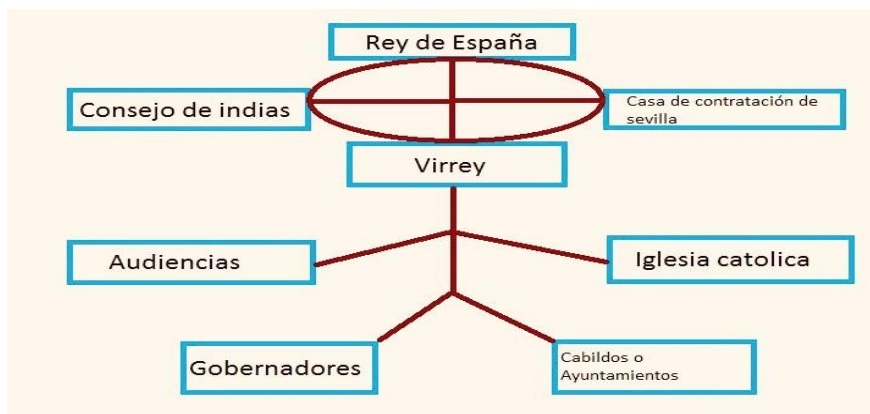 Rey de España
Consejo de indias
Casa de contratación de
sevilla
Virrey
Audiencias
Iglesia catolica
Gobernadores
Cabildos o
Ayuntamientos